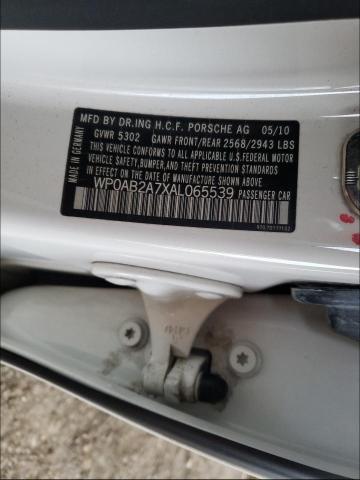 MFD BY DR.ING H.C.F. PORSCHE AG 05/10
GVWR 5302 GAWR FRONT/REAR 2568/2943 LBS
THIS VEHICLE CONFORMS TO ALL APPLICABLE U.S.FEDERAL MOTOR
VEHICLE SAFETY,BUMPER,AND THEFT PREVENTION STANDARDS
IN EFFECT ON THE DATE OF MANUFACTURE SHOWN ABOVE
WP0AB2A7XAL065539 PASSENGER CAR
MADE IN GERMANY